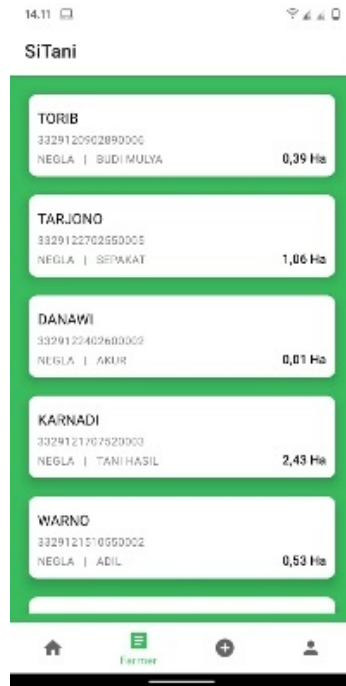 14.11
SiTani
TORIB
3329120902890006
NEGLA | BUDI MULYA
0,39 Ha
TARJONO
3329122702550005
NEGLA | SEPAKAT
1,06 Ha
DANAWI
3329122402600002
NEGLA | AKUR
0,01 Ha
KARNADI
3329121707520003
NEGLA | TANI HASIL
2,43 Ha
WARNO
3329121510550002
NEGLA | ADIL
0,53 Ha
Farmer